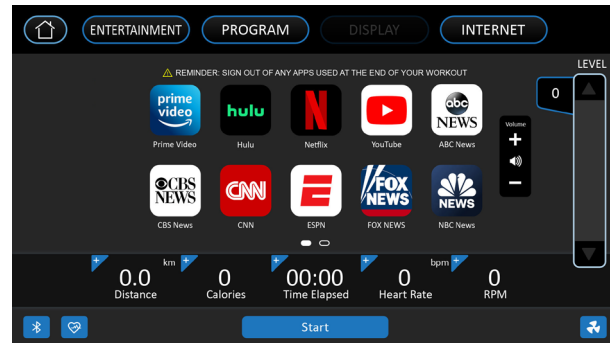 ENTERTAINMENT
PROGRAM
DISPLAY
INTERNET
LEVEL
0
REMINDER: SIGN OUT OF ANY APPS USED AT THE END OF YOUR WORKOUT
prime
video
hulu
N
abc
NEWS
Prime Video
Hulu
Netflix
YouTube
ABC News
Volume
+
−
CBS
NEWS
CNN
E
FOX
NEWS
NEWS
CBS News
CNN
ESPN
FOX NEWS
NBC News
+ km + + + bpm +
0.0 0 00:00 0 0
Distance Calories Time Elapsed Heart Rate RPM
Start